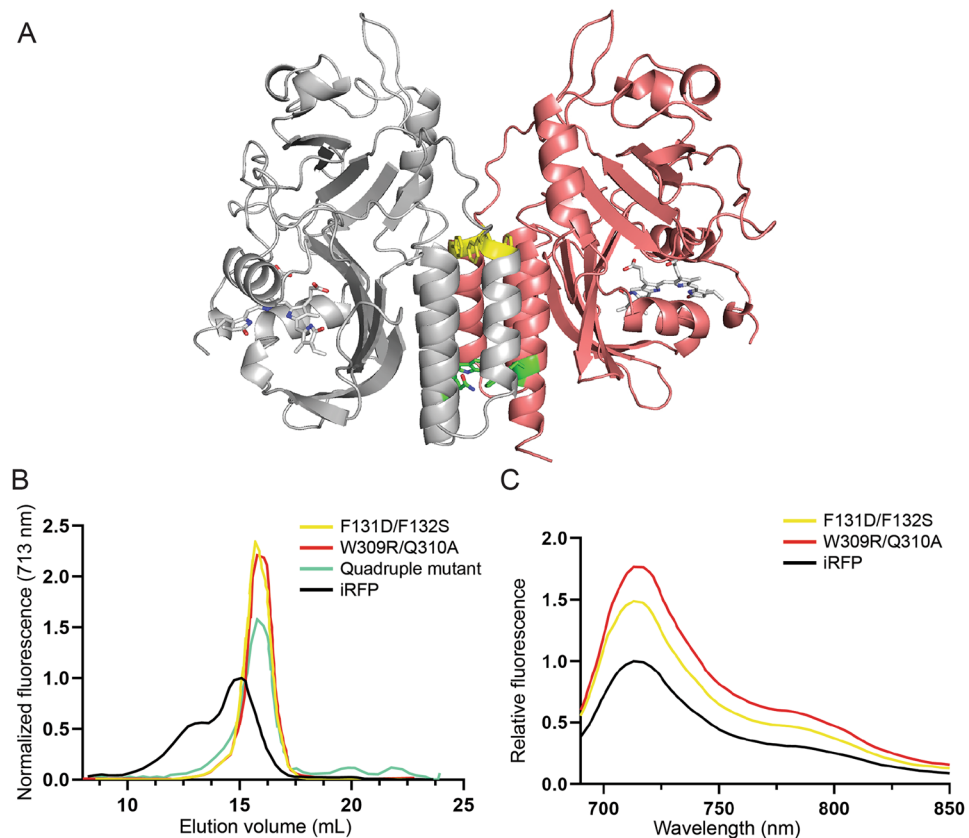 A
B
Normalized fluorescence (713 nm)
2.5
2.0
1.5
1.0
0.5
0.0
10
15
20
25
Elution volume (mL)
F131D/F132S
W309R/Q310A
Quadruple mutant
iRFP
C
Relative fluorescence
2.0
1.5
1.0
0.5
0.0
700
750
800
850
Wavelength (nm)
F131D/F132S
W309R/Q310A
iRFP